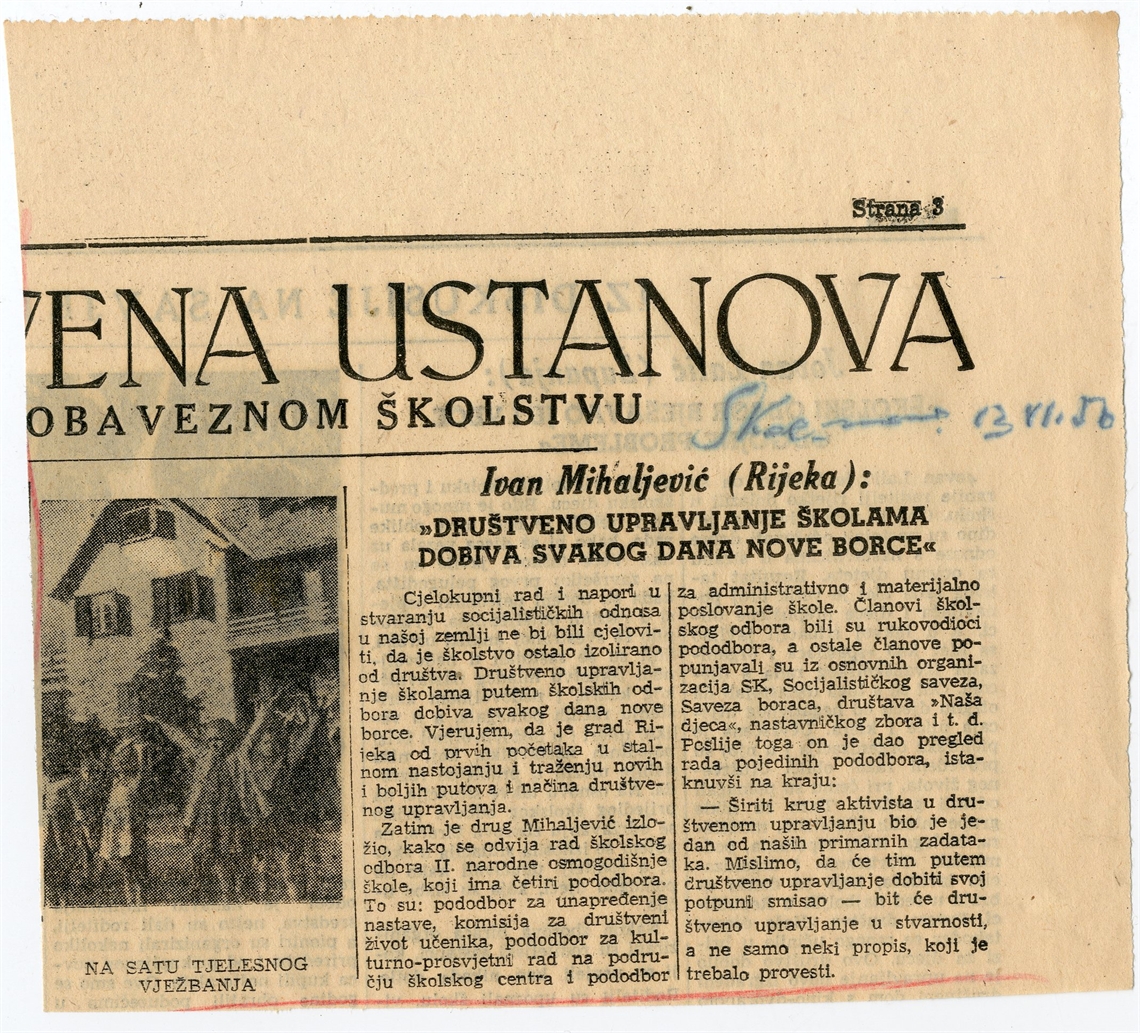 Strana 3
VENA USTANOVA
OBAVEZNOM ŠKOLSTVU
13 VI. 56
Ivan Mihaljević (Rijeka):
»DRUŠTVENO UPRAVLJANJE ŠKOLAMA
DOBIVA SVAKOG DANA NOVE BORCE«
Cjelokupni rad i napori u
stvaranju socijalističkih odnosa
u našoj zemlji ne bi bili cjelovi-
ti, da je školstvo ostalo izolirano
od društva. Društveno upravlja-
nje školama putem školskih od-
bora dobiva svakog dana nove
borce. Vjerujem, da je grad Ri-
jeka od prvih početaka u stal-
nom nastojanju i traženju novih
i boljih putova i načina društve-
nog upravljanja.
Zatim je drug Mihaljević izlo-
žio, kako se odvija rad školskog
odbora II. narodne osmogodišnje
škole, koji ima četiri pododbora.
To su: pododbor za unapređenje
nastave, komisija za društveni
život učenika, pododbor za kul-
turno-prosvjetni rad na područ-
ju školskog centra i pododbor
za administrativno i materijalno
poslovanje škole. Članovi škol-
skog odbora bili su rukovodioci
pododbora, a ostale članove po-
punjavali su iz osnovnih organi-
zacija SK, Socijalističkog saveza,
Saveza boraca, društava »Naša
djeca«, nastavničkog zbora i t. d.
Poslije toga on je dao pregled
rada pojedinih pododbora, ista-
knuvši na kraju:
— Širiti krug aktivista u dru-
štvenom upravljanju bio je je-
dan od naših primarnih zadata-
ka. Mislimo, da će tim putem
društveno upravljanje dobiti svoj
potpuni smisao — bit će dru-
štveno upravljanje u stvarnosti,
a ne samo neki propis, koji je
trebalo provesti.
NA SATU TJELESNOG
VJEŽBANJA